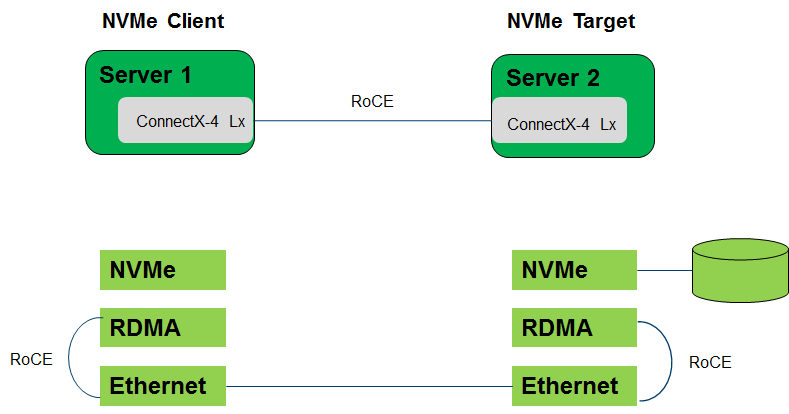 NVMe Client
NVMe Target
Server 1
Server 2
RoCE
ConnectX-4 Lx
ConnectX-4 Lx
NVMe
NVMe
RDMA
RDMA
RoCE
RoCE
Ethernet
Ethernet